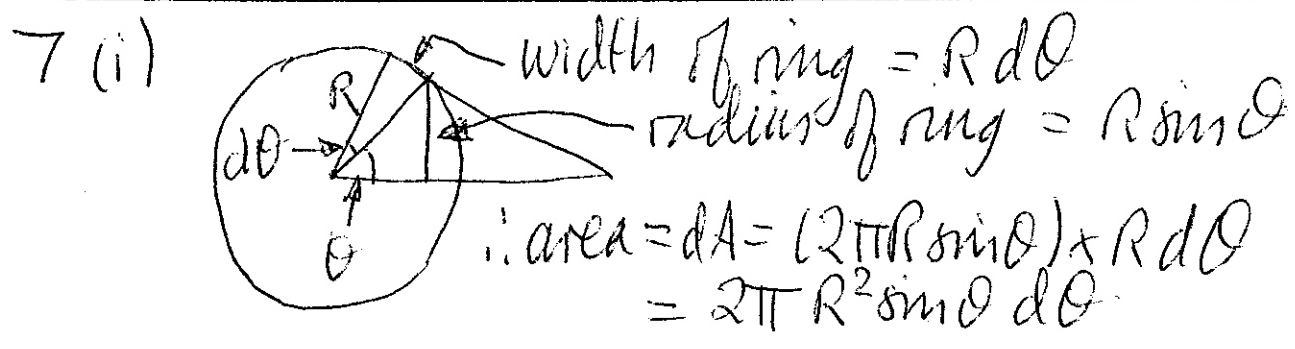 7 (i)
width of ring = R dθ
R
radius of ring = R sin θ
dθ
θ
∴ area = dA = (2πR sin θ) × R dθ
= 2π R² sin θ dθ